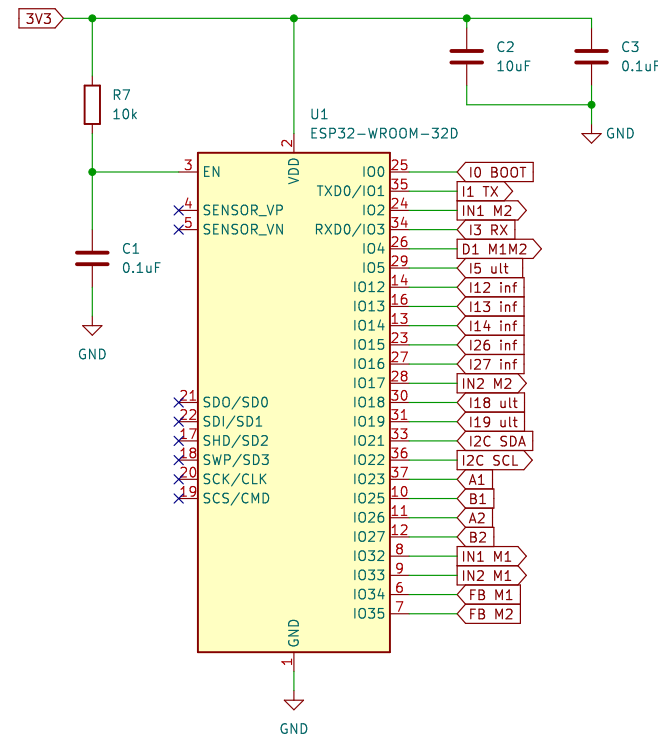 3V3
C2
10uF
C3
0.1uF
R7
10k
GND
U1
ESP32-WROOM-32D
2
VDD
3 EN
IO0 25 I0 BOOT
TXD0/IO1 35 I1 TX
4 SENSOR_VP
IO2 24 IN1 M2
5 SENSOR_VN
RXD0/IO3 34 I3 RX
IO4 26 D1 M1M2
C1
0.1uF
IO5 29 I5 ult
IO12 14 I12 inf
IO13 16 I13 inf
IO14 13 I14 inf
IO15 23 I26 inf
GND
IO16 27 I27 inf
IO17 28 IN2 M2
21 SDO/SD0
IO18 30 I18 ult
22 SDI/SD1
IO19 31 I19 ult
17 SHD/SD2
IO21 33 I2C SDA
18 SWP/SD3
IO22 36 I2C SCL
20 SCK/CLK
IO23 37 A1
19 SCS/CMD
IO25 10 B1
IO26 11 A2
IO27 12 B2
IO32 8 IN1 M1
IO33 9 IN2 M1
IO34 6 FB M1
IO35 7 FB M2
GND
1
GND